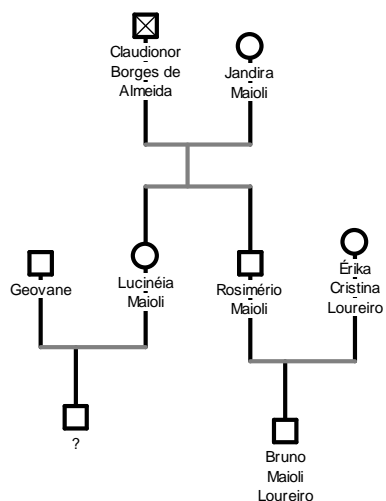 Claudionor
Borges de
Almeida
Jandira
Maioli
Geovane
Lucinéia
Maioli
Rosimério
Maioli
Érika
Cristina
Loureiro
?
Bruno
Maioli
Loureiro